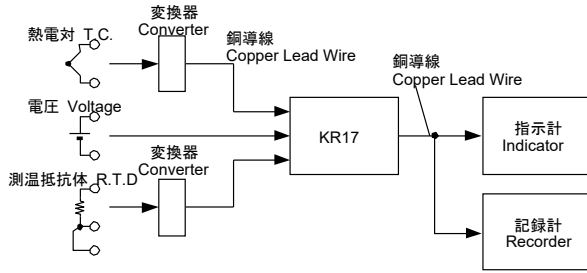 熱電対 T.C.
変換器
Converter
銅導線
Copper Lead Wire
電圧 Voltage
変換器
Converter
測温抵抗体 R.T.D
KR17
銅導線
Copper Lead Wire
指示計
Indicator
記録計
Recorder